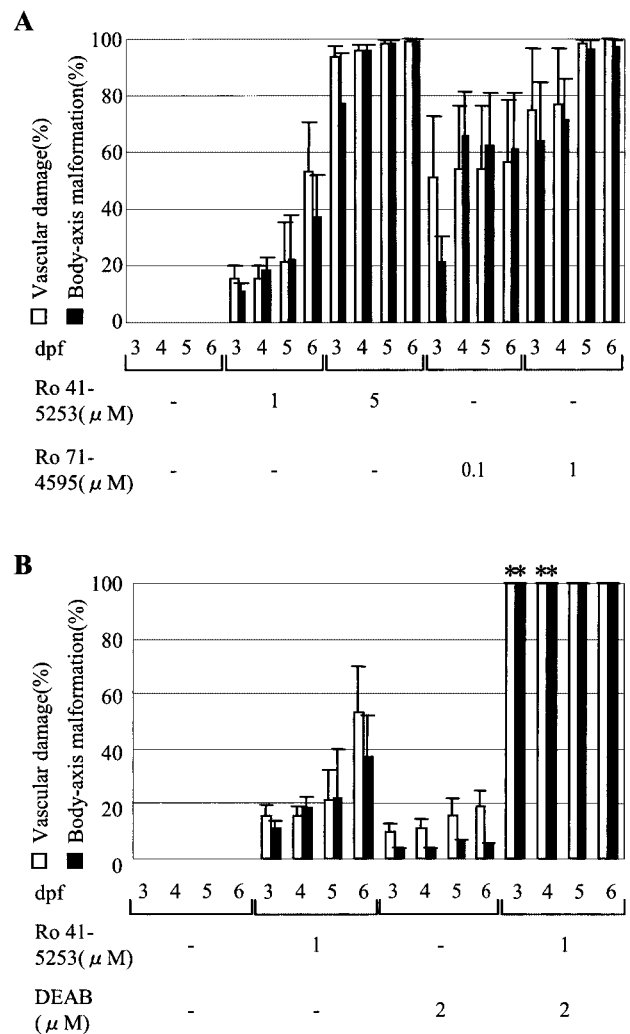 A
□ Vascular damage(%)
■ Body-axis malformation(%)
100
80
60
40
20
0
dpf 3 4 5 6 3 4 5 6 3 4 5 6 3 4 5 6 3 4 5 6
Ro 41-
5253(μM) - 1 5 - -
Ro 71-
4595(μM) - - - 0.1 1
B
□ Vascular damage(%)
■ Body-axis malformation(%)
** **
100
80
60
40
20
0
dpf 3 4 5 6 3 4 5 6 3 4 5 6 3 4 5 6
Ro 41-
5253(μM) - 1 - 1
DEAB
(μM) - - 2 2